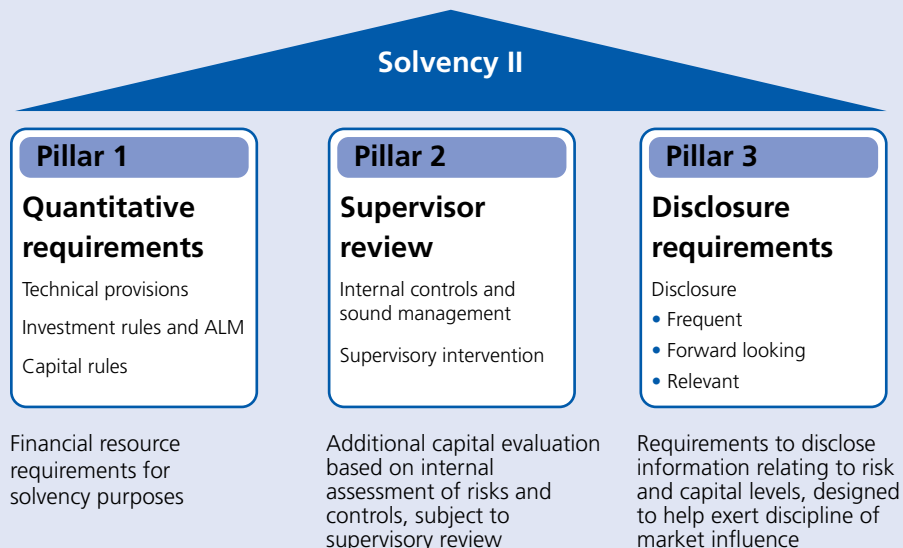 Solvency II
Pillar 1
Quantitative
requirements
Technical provisions
Investment rules and ALM
Capital rules
Financial resource
requirements for
solvency purposes
Pillar 2
Supervisor
review
Internal controls and
sound management
Supervisory intervention
Additional capital evaluation
based on internal
assessment of risks and
controls, subject to
supervisory review
Pillar 3
Disclosure
requirements
Disclosure
• Frequent
• Forward looking
• Relevant
Requirements to disclose
information relating to risk
and capital levels, designed
to help exert discipline of
market influence